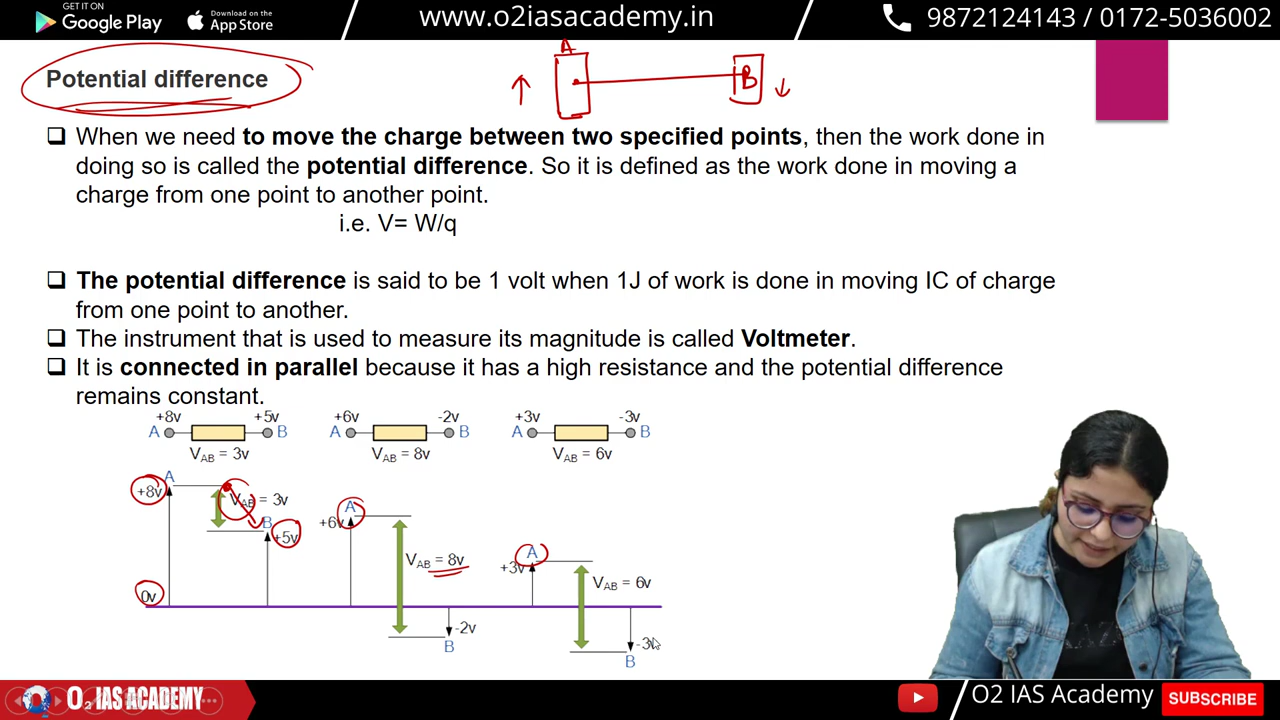 GET IT ON
Google Play
Download on the
App Store
www.o2iasacademy.in
9872124143 / 0172-5036002
A
B
Potential difference
❑ When we need to move the charge between two specified points, then the work done in
doing so is called the potential difference. So it is defined as the work done in moving a
charge from one point to another point.
i.e. V= W/q
❑ The potential difference is said to be 1 volt when 1J of work is done in moving IC of charge
from one point to another.
❑ The instrument that is used to measure its magnitude is called Voltmeter.
❑ It is connected in parallel because it has a high resistance and the potential difference
remains constant.
+8v +5v +6v -2v +3v -3v
A B A B A B
VAB = 3v VAB = 8v VAB = 6v
A
+8v
VAB = 3v
B
+5v
A
+6v
VAB = 8v
A
+3v
VAB = 6v
0v
-2v
B
-3v
B
O2 IAS ACADEMY
O2 IAS Academy
SUBSCRIBE